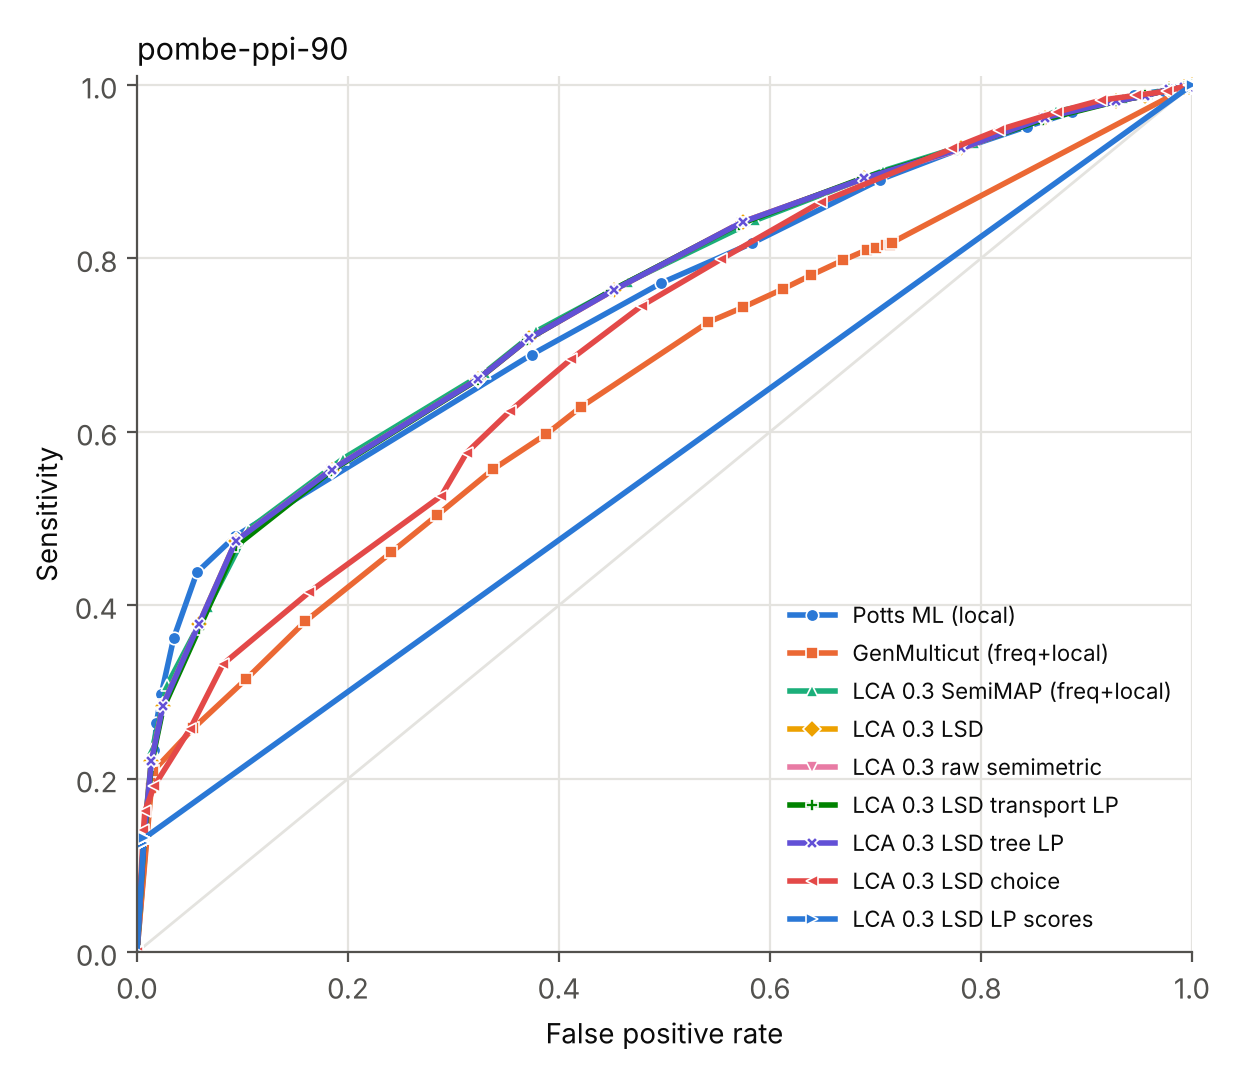 pombe-ppi-90
1.0
0.8
0.6
0.4
0.2
0.0
Sensitivity
0.0 0.2 0.4 0.6 0.8 1.0
False positive rate
Potts ML (local)
GenMulticut (freq+local)
LCA 0.3 SemiMAP (freq+local)
LCA 0.3 LSD
LCA 0.3 raw semimetric
LCA 0.3 LSD transport LP
LCA 0.3 LSD tree LP
LCA 0.3 LSD choice
LCA 0.3 LSD LP scores